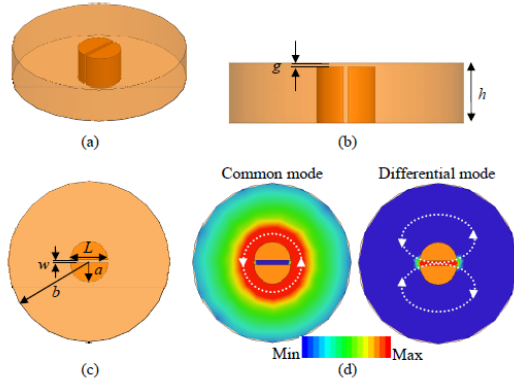 g
h
(a)
(b)
Common mode
Differential mode
L
w
a
b
Min
Max
(c)
(d)